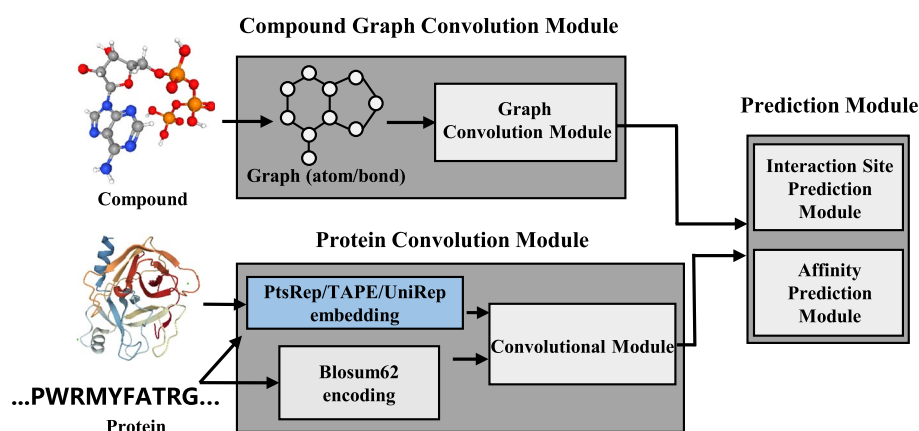 Compound Graph Convolution Module
Graph
Convolution Module
Graph (atom/bond)
Compound
Prediction Module
Interaction Site
Prediction
Module
Affinity
Prediction
Module
Protein Convolution Module
PtsRep/TAPE/UniRep
embedding
Convolutional Module
Blosum62
encoding
...PWRMYFATRG...
Protein